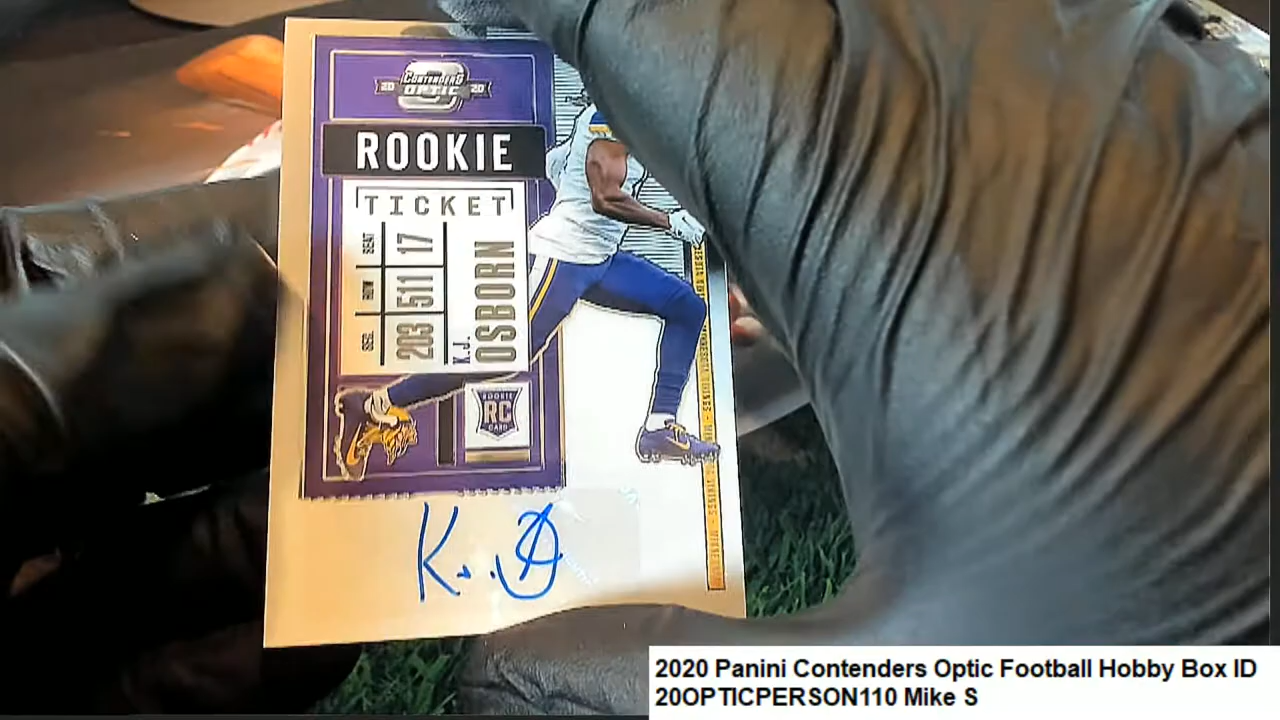 20 CONTENDERS 20
OPTIC
ROOKIE
TICKET
SEAT 17
ROW 511
SEC. 203
K.J.
OSBORN
ROOKIE
RC
CARD
K.J.
2020 Panini Contenders Optic Football Hobby Box ID
20OPTICPERSON110 Mike S